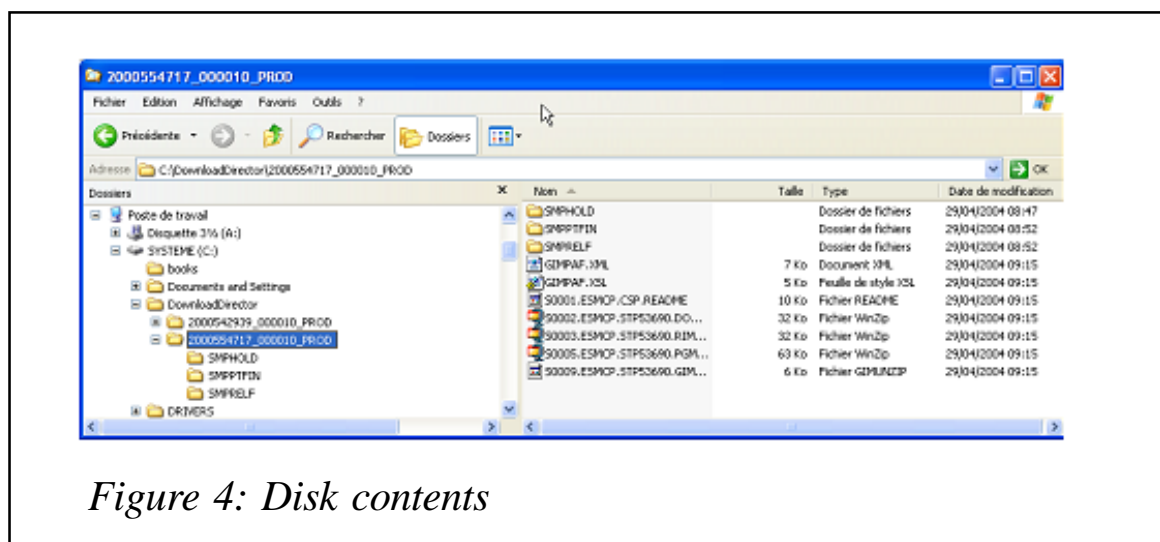 2000554717_000010_PROD
Fichier Edition Affichage Favoris Outils ?
Précédente Rechercher Dossiers
Adresse C:\DownloadDirector\2000554717_000010_PROD OK
Dossiers
Poste de travail
Disquette 3½ (A:)
SYSTEME (C:)
books
Documents and Settings
DownloadDirector
2000542939_000010_PROD
2000554717_000010_PROD
SMPHOLD
SMPPTFIN
SMPRELF
DRIVERS
Nom Taille Type Date de modification
SMPHOLD Dossier de fichiers 29/04/2004 08:47
SMPPTFIN Dossier de fichiers 29/04/2004 08:52
SMPRELF Dossier de fichiers 29/04/2004 08:52
GIMPAF.XML 7 Ko Document XML 29/04/2004 09:15
GIMPAF.XSL 5 Ko Feuille de style XSL 29/04/2004 09:15
S0001.ESMCP.CSP.README 10 Ko Fichier README 29/04/2004 09:15
S0002.ESMCP.STP53690.DO... 32 Ko Fichier WinZip 29/04/2004 09:15
S0003.ESMCP.STP53690.RIM... 32 Ko Fichier WinZip 29/04/2004 09:15
S0005.ESMCP.STP53690.PGM... 63 Ko Fichier WinZip 29/04/2004 09:15
S0009.ESMCP.STP53690.GIM... 6 Ko Fichier GIMUNZIP 29/04/2004 09:15
Figure 4: Disk contents